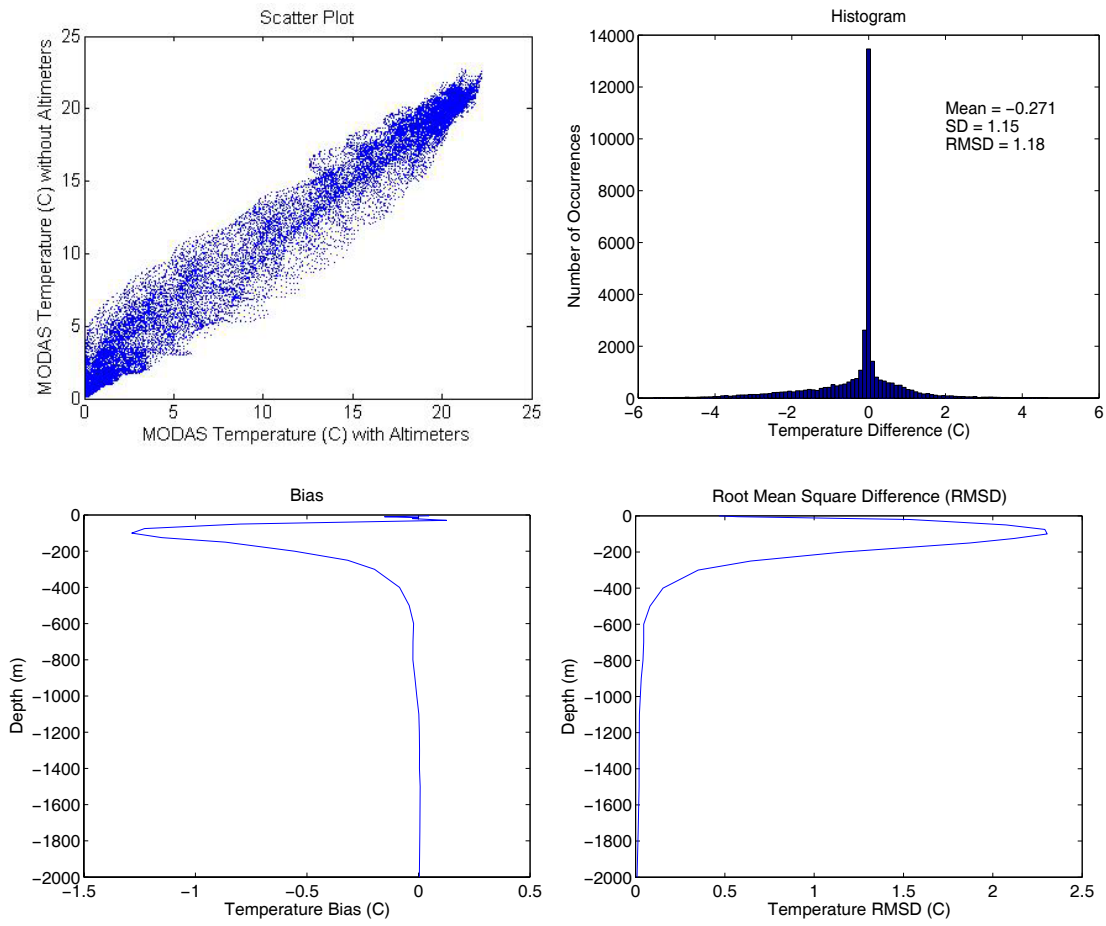 Scatter Plot
25
20
15
10
5
0
0 5 10 15 20 25
MODAS Temperature (C) without Altimeters
MODAS Temperature (C) with Altimeters
Histogram
14000
12000
10000
8000
6000
4000
2000
0
−6 −4 −2 0 2 4 6
Number of Occurrences
Mean = −0.271
SD = 1.15
RMSD = 1.18
Temperature Difference (C)
Bias
0
−200
−400
−600
−800
−1000
−1200
−1400
−1600
−1800
−2000
−1.5 −1 −0.5 0 0.5
Depth (m)
Temperature Bias (C)
Root Mean Square Difference (RMSD)
0
−200
−400
−600
−800
−1000
−1200
−1400
−1600
−1800
−2000
0 0.5 1 1.5 2 2.5
Depth (m)
Temperature RMSD (C)